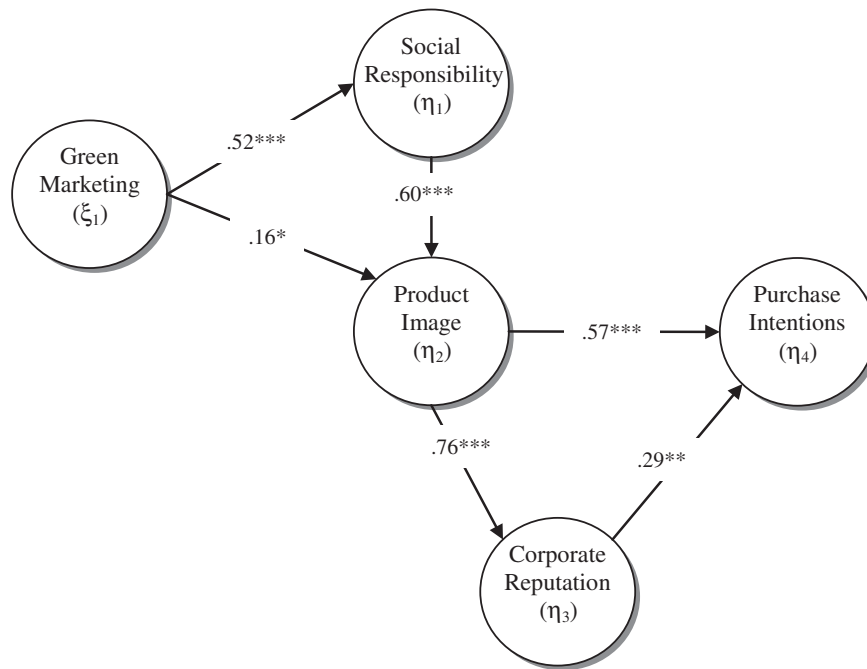 Social
Responsibility
(η₁)
.52***
Green
Marketing
(ξ₁)
.60***
.16*
Product
Image
(η₂)
.57***
Purchase
Intentions
(η₄)
.76***
.29**
Corporate
Reputation
(η₃)